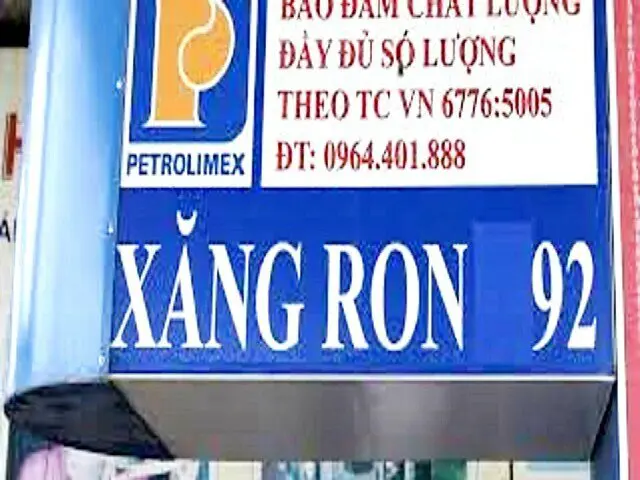 BẢO ĐẢM CHẤT LƯỢNG
ĐẦY ĐỦ SỐ LƯỢNG
THEO TC VN 6776:5005
ĐT: 0964.401.888
PETROLIMEX
XĂNG RON 92